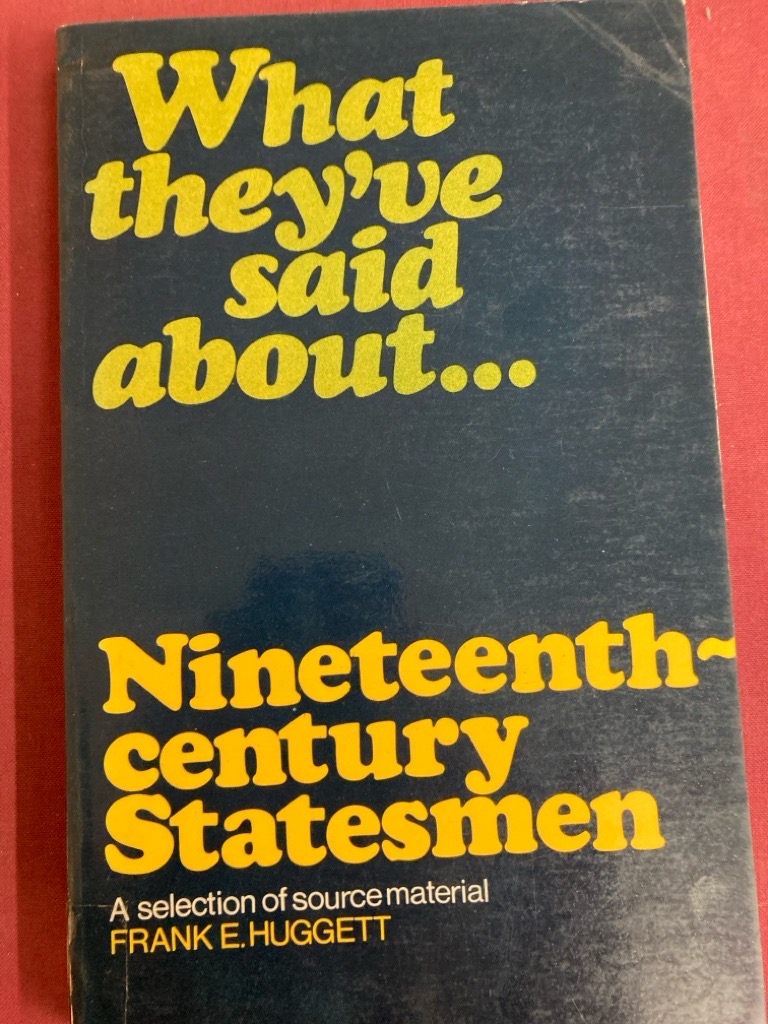 What
they've
said
about...
Nineteenth-
century
Statesmen
A selection of source material
FRANK E. HUGGETT